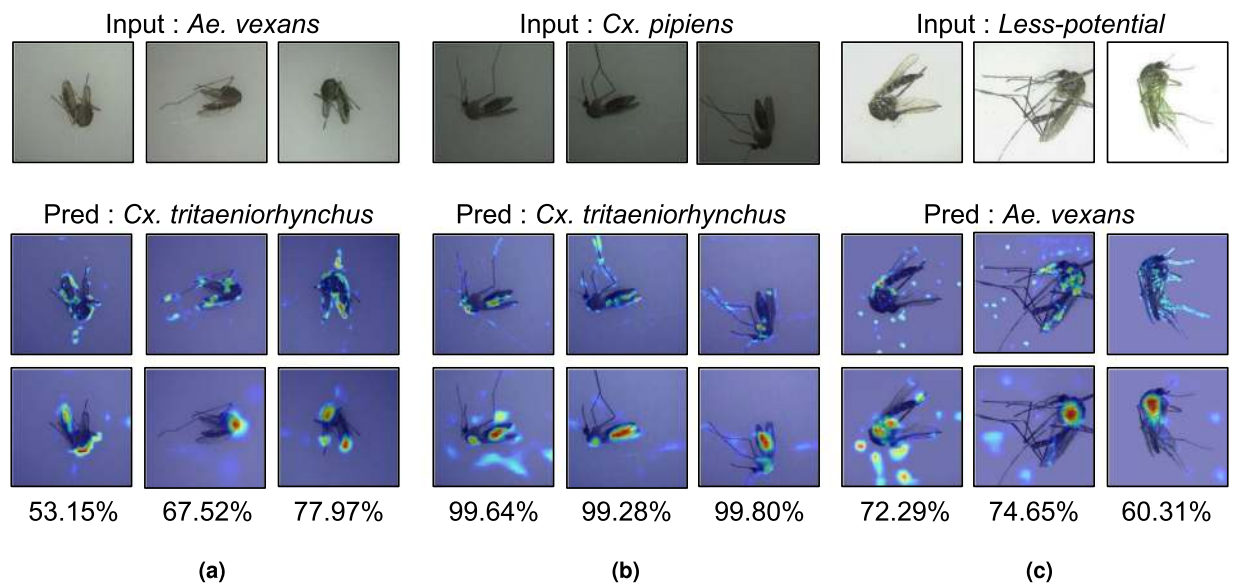 Input : Ae. vexans
Input : Cx. pipiens
Input : Less-potential
Pred : Cx. tritaeniorhynchus
Pred : Cx. tritaeniorhynchus
Pred : Ae. vexans
53.15% 67.52% 77.97% 99.64% 99.28% 99.80% 72.29% 74.65% 60.31%
(a) (b) (c)